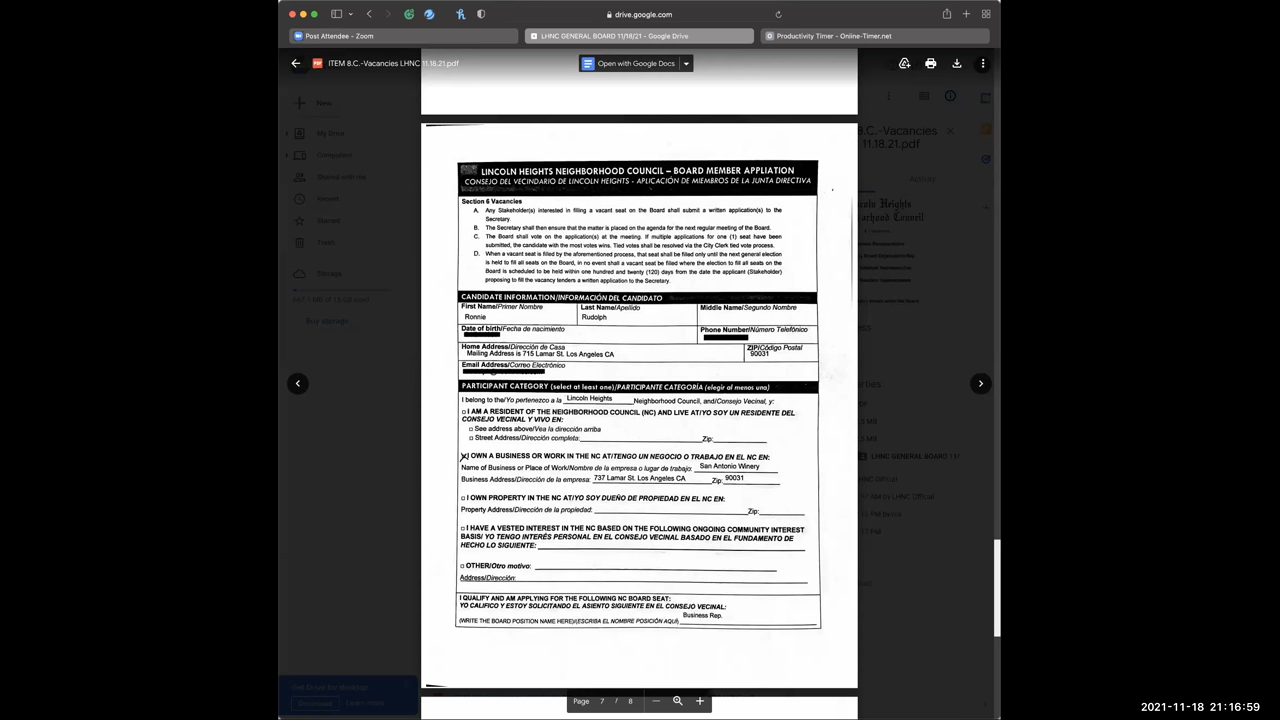 drive.google.com
Post Attendee - Zoom
LHNC GENERAL BOARD 11/18/21 - Google Drive
Productivity Timer - Online-Timer.net
ITEM 8.C.-Vacancies LHNC 11.18.21.pdf
Open with Google Docs
New
My Drive
Computers
Shared with me
Recent
Starred
Trash
Storage
Buy storage
.C.-Vacancies
11.18.21.pdf
Activity
LINCOLN HEIGHTS NEIGHBORHOOD COUNCIL – BOARD MEMBER APPLIATION
CONSEJO DEL VECINDARIO DE LINCOLN HEIGHTS - APLICACIÓN DE MIEMBROS DE LA JUNTA DIRECTIVA
Section 6 Vacancies
A. Any Stakeholder(s) interested in filling a vacant seat on the Board shall submit a written application(s) to the
Secretary.
B. The Secretary shall then ensure that the matter is placed on the agenda for the next regular meeting of the Board.
C. The Board shall vote on the application(s) at the meeting. If multiple applications for one (1) seat have been
submitted, the candidate with the most votes wins. Tied votes shall be resolved via the City Clerk tied vote process.
D. When a vacant seat is filled by the aforementioned process, that seat shall be filled only until the next general election
is held to fill all seats on the Board, in no event shall a vacant seat be filled where the election to fill all seats on the
Board is scheduled to be held within one hundred and twenty (120) days from the date the applicant (Stakeholder)
proposing to fill the vacancy tenders a written application to the Secretary.
CANDIDATE INFORMATION/INFORMACIÓN DEL CANDIDATO
First Name/Primer Nombre Last Name/Apellido Middle Name/Segundo Nombre
Ronnie Rudolph
Date of birth/Fecha de nacimiento Phone Number/Número Telefónico
Home Address/Dirección de Casa ZIP/Código Postal
Mailing Address is 715 Lamar St. Los Angeles CA 90031
Email Address/Correo Electrónico
PARTICIPANT CATEGORY (select at least one)/PARTICIPANTE CATEGORÍA (elegir al menos uno)
I belong to the/Yo pertenezco a la Lincoln Heights Neighborhood Council, and/Consejo Vecinal, y:
I AM A RESIDENT OF THE NEIGHBORHOOD COUNCIL (NC) AND LIVE AT/YO SOY UN RESIDENTE DEL
CONSEJO VECINAL Y VIVO EN:
See address above/Vea la dirección arriba
Street Address/Dirección completa: Zip:
I OWN A BUSINESS OR WORK IN THE NC AT/TENGO UN NEGOCIO O TRABAJO EN EL NC EN:
Name of Business or Place of Work/Nombre de la empresa o lugar de trabajo: San Antonio Winery
Business Address/Dirección de la empresa: 737 Lamar St. Los Angeles CA Zip: 90031
I OWN PROPERTY IN THE NC AT/YO SOY DUEÑO DE PROPIEDAD EN EL NC EN:
Property Address/Dirección de la propiedad: Zip:
I HAVE A VESTED INTEREST IN THE NC BASED ON THE FOLLOWING ONGOING COMMUNITY INTEREST
BASIS/ YO TENGO INTERÉS PERSONAL EN EL CONSEJO VECINAL BASADO EN EL FUNDAMENTO DE
HECHO LO SIGUIENTE:
OTHER/Otro motivo:
Address/Dirección:
I QUALIFY AND AM APPLYING FOR THE FOLLOWING NC BOARD SEAT:
YO CALIFICO Y ESTOY SOLICITANDO EL ASIENTO SIGUIENTE EN EL CONSEJO VECINAL:
Business Rep.
(WRITE THE BOARD POSITION NAME HERE)/(ESCRIBA EL NOMBRE POSICIÓN AQUÍ)
Page 7 / 8
2021-11-18 21:16:59